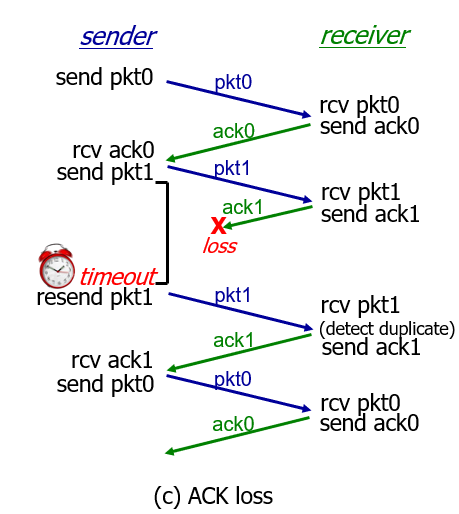 sender
receiver
send pkt0
pkt0
rcv pkt0
send ack0
ack0
rcv ack0
send pkt1
pkt1
rcv pkt1
send ack1
ack1
X
loss
timeout
resend pkt1
pkt1
rcv pkt1
(detect duplicate)
send ack1
ack1
rcv ack1
send pkt0
pkt0
rcv pkt0
send ack0
ack0
(c) ACK loss